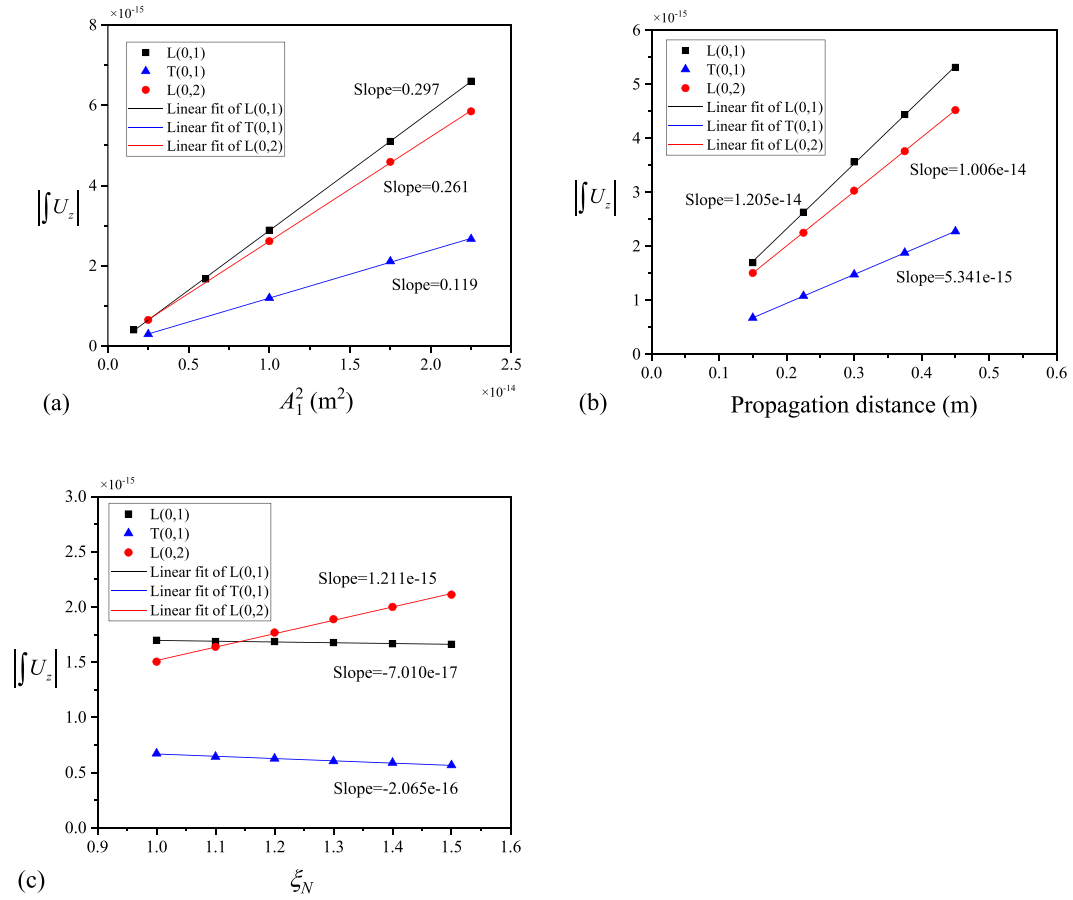 ×10⁻¹⁵
8
6
4
2
0
|∫U_z|
L(0,1)
T(0,1)
L(0,2)
Linear fit of L(0,1)
Linear fit of T(0,1)
Linear fit of L(0,2)
Slope=0.297
Slope=0.261
Slope=0.119
0.0 0.5 1.0 1.5 2.0 2.5
×10⁻¹⁴
(a)
A₁² (m²)
×10⁻¹⁵
6
5
4
3
2
1
0
|∫U_z|
L(0,1)
T(0,1)
L(0,2)
Linear fit of L(0,1)
Linear fit of T(0,1)
Linear fit of L(0,2)
Slope=1.205e-14
Slope=1.006e-14
Slope=5.341e-15
0.0 0.1 0.2 0.3 0.4 0.5 0.6
(b)
Propagation distance (m)
×10⁻¹⁵
3.0
2.5
2.0
1.5
1.0
0.5
0.0
|∫U_z|
L(0,1)
T(0,1)
L(0,2)
Linear fit of L(0,1)
Linear fit of T(0,1)
Linear fit of L(0,2)
Slope=1.211e-15
Slope=-7.010e-17
Slope=-2.065e-16
0.9 1.0 1.1 1.2 1.3 1.4 1.5 1.6
(c)
ξ_N